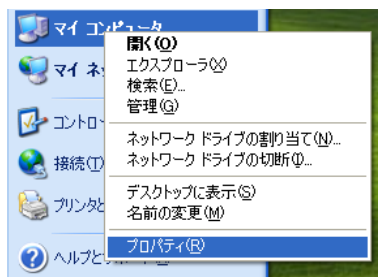 マイ コンピュータ
開く(O)
エクスプローラ(X)
検索(E)...
管理(G)
ネットワーク ドライブの割り当て(N)...
ネットワーク ドライブの切断(I)...
デスクトップに表示(S)
名前の変更(M)
プロパティ(R)
マイ ネ
コントロー
接続(T)
プリンタと
ヘルプと